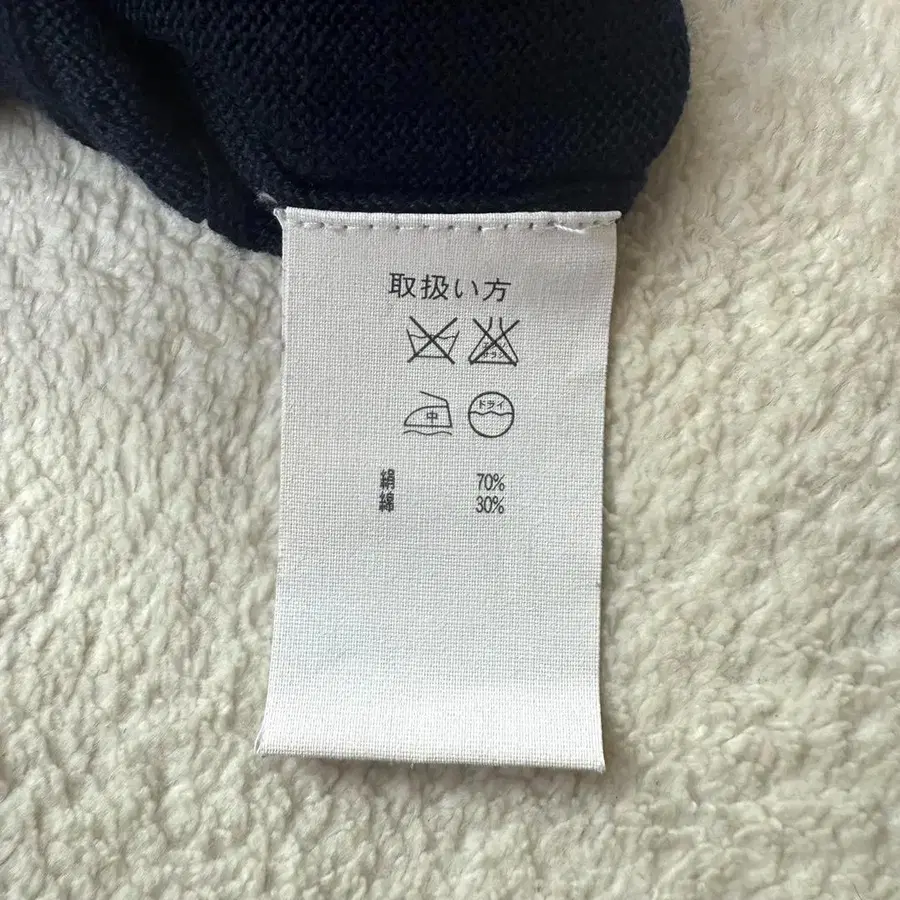 取扱い方
中 ドライ
絹 70%
綿 30%